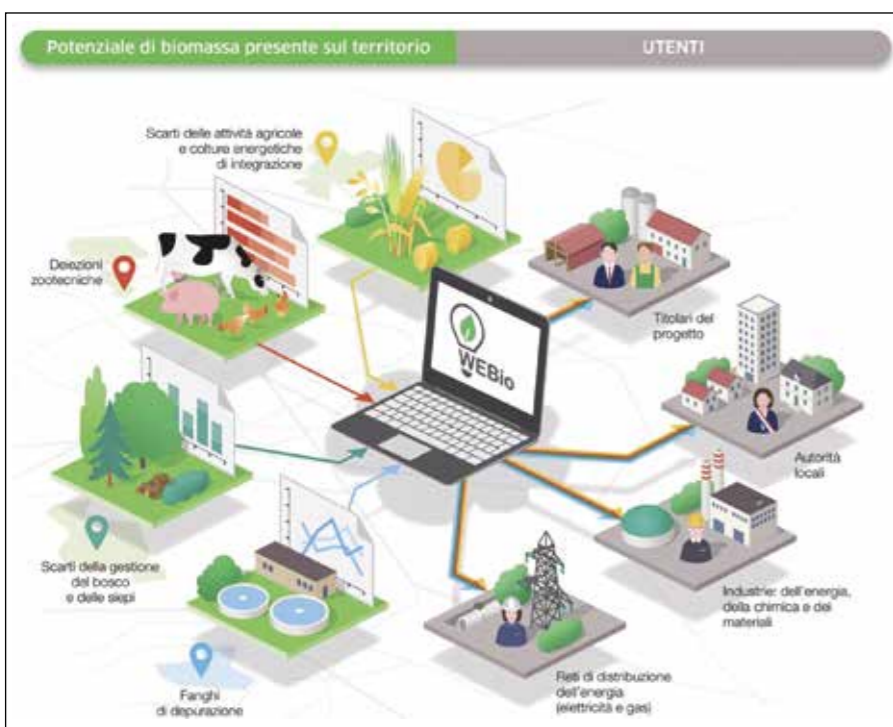 Potenziale di biomassa presente sul territorio
UTENTI
Scarti delle attività agricole
e colture energetiche
di integrazione
Deiezioni
zootecniche
Scarti della gestione
del bosco
e delle siepi
Fanghi
di depurazione
WEBio
Titolari del
progetto
Autorità
locali
Industrie: dell'energia,
della chimica e dei
materiali
Reti di distribuzione
dell'energia
(elettricità e gas)